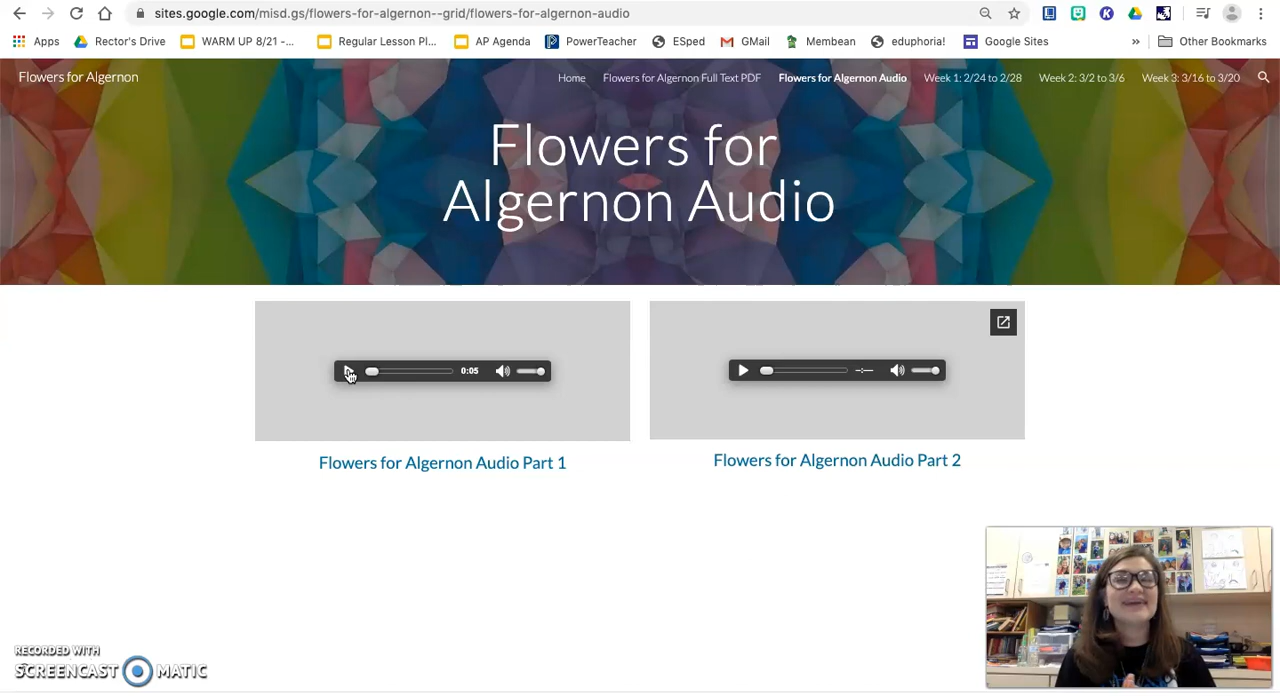 sites.google.com/misd.gs/flowers-for-algernon--grid/flowers-for-algernon-audio
Apps Rector's Drive WARM UP 8/21 -... Regular Lesson Pl... AP Agenda PowerTeacher ESped GMail Membean eduphoria! Google Sites » Other Bookmarks
Flowers for Algernon Home Flowers for Algernon Full Text PDF Flowers for Algernon Audio Week 1: 2/24 to 2/28 Week 2: 3/2 to 3/6 Week 3: 3/16 to 3/20
Flowers for
Algernon Audio
0:05 --:--
Flowers for Algernon Audio Part 1 Flowers for Algernon Audio Part 2
RECORDED WITH
SCREENCAST MATIC